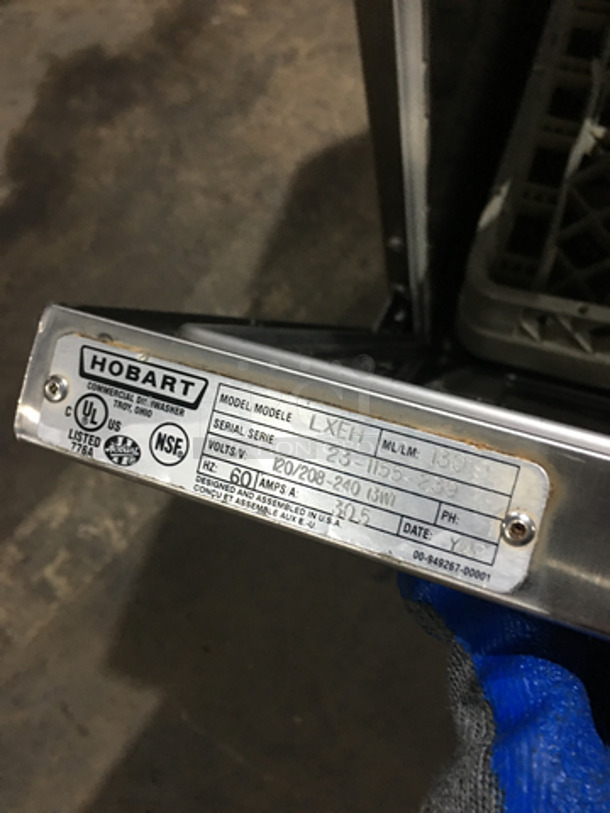 HOBART
COMMERCIAL DISHWASHER
TROY, OHIO
C UL US
LISTED
776A
NSF®
MODEL/MODELE LXEH ML/LM:
SERIAL/SERIE 23-1155-239
VOLTS/V: 120/208-240 (3W)
HZ: 60 AMPS A: 30.5 PH:
DESIGNED AND ASSEMBLED IN U.S.A.
CONÇU ET ASSEMBLÉ AUX É.-U. DATE:
00-949267-00001